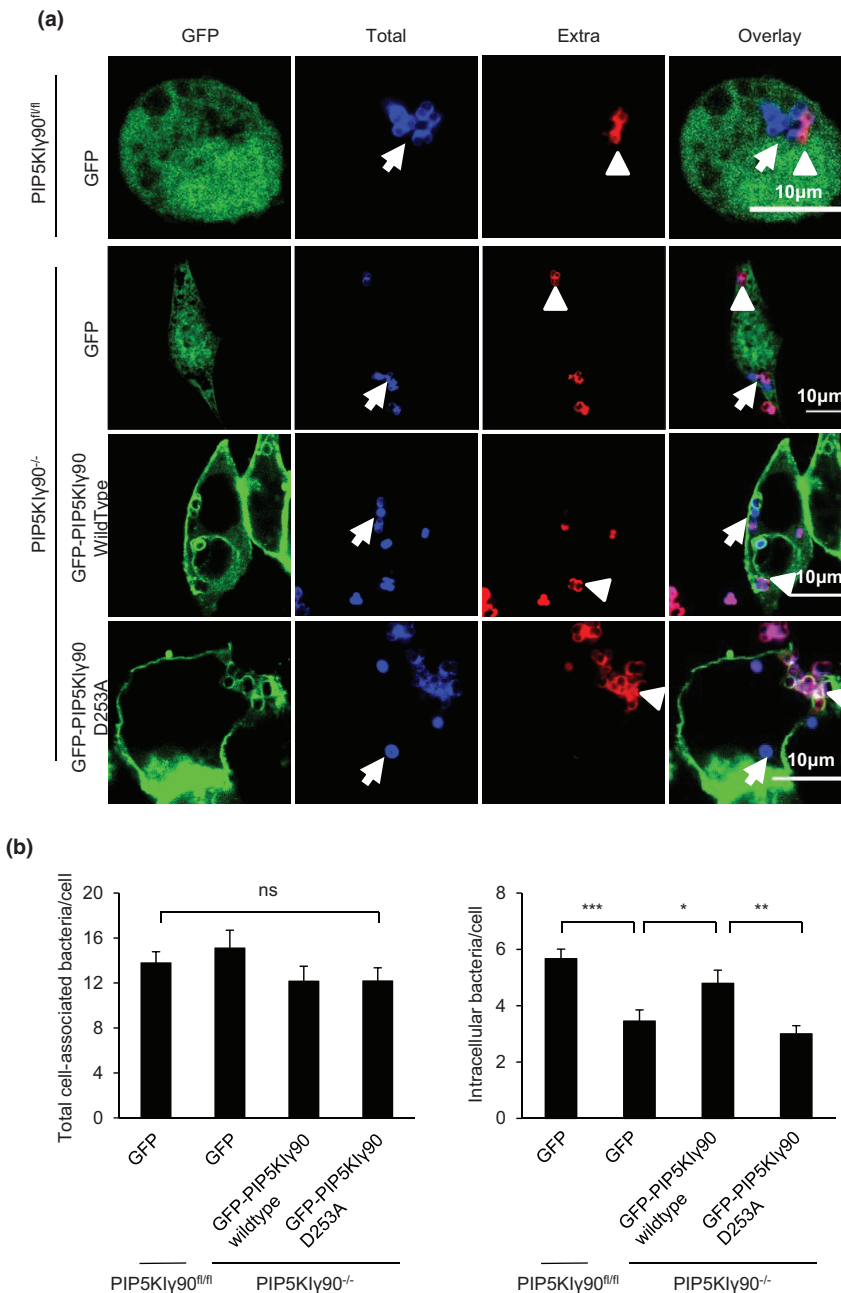 (a)
GFP
Total
Extra
Overlay
PIP5KIγ90fl/fl
GFP
10µm
PIP5KIγ90-/-
GFP
10µm
GFP-PIP5KIγ90
WildType
10µm
GFP-PIP5KIγ90
D253A
10µm
(b)
Total cell-associated bacteria/cell
20
16
12
8
4
0
ns
GFP
GFP
GFP-PIP5KIγ90
wildtype
GFP-PIP5KIγ90
D253A
PIP5KIγ90fl/fl
PIP5KIγ90-/-
Intracellular bacteria/cell
8
6
4
2
0
***
*
**
GFP
GFP
GFP-PIP5KIγ90
wildtype
GFP-PIP5KIγ90
D253A
PIP5KIγ90fl/fl
PIP5KIγ90-/-